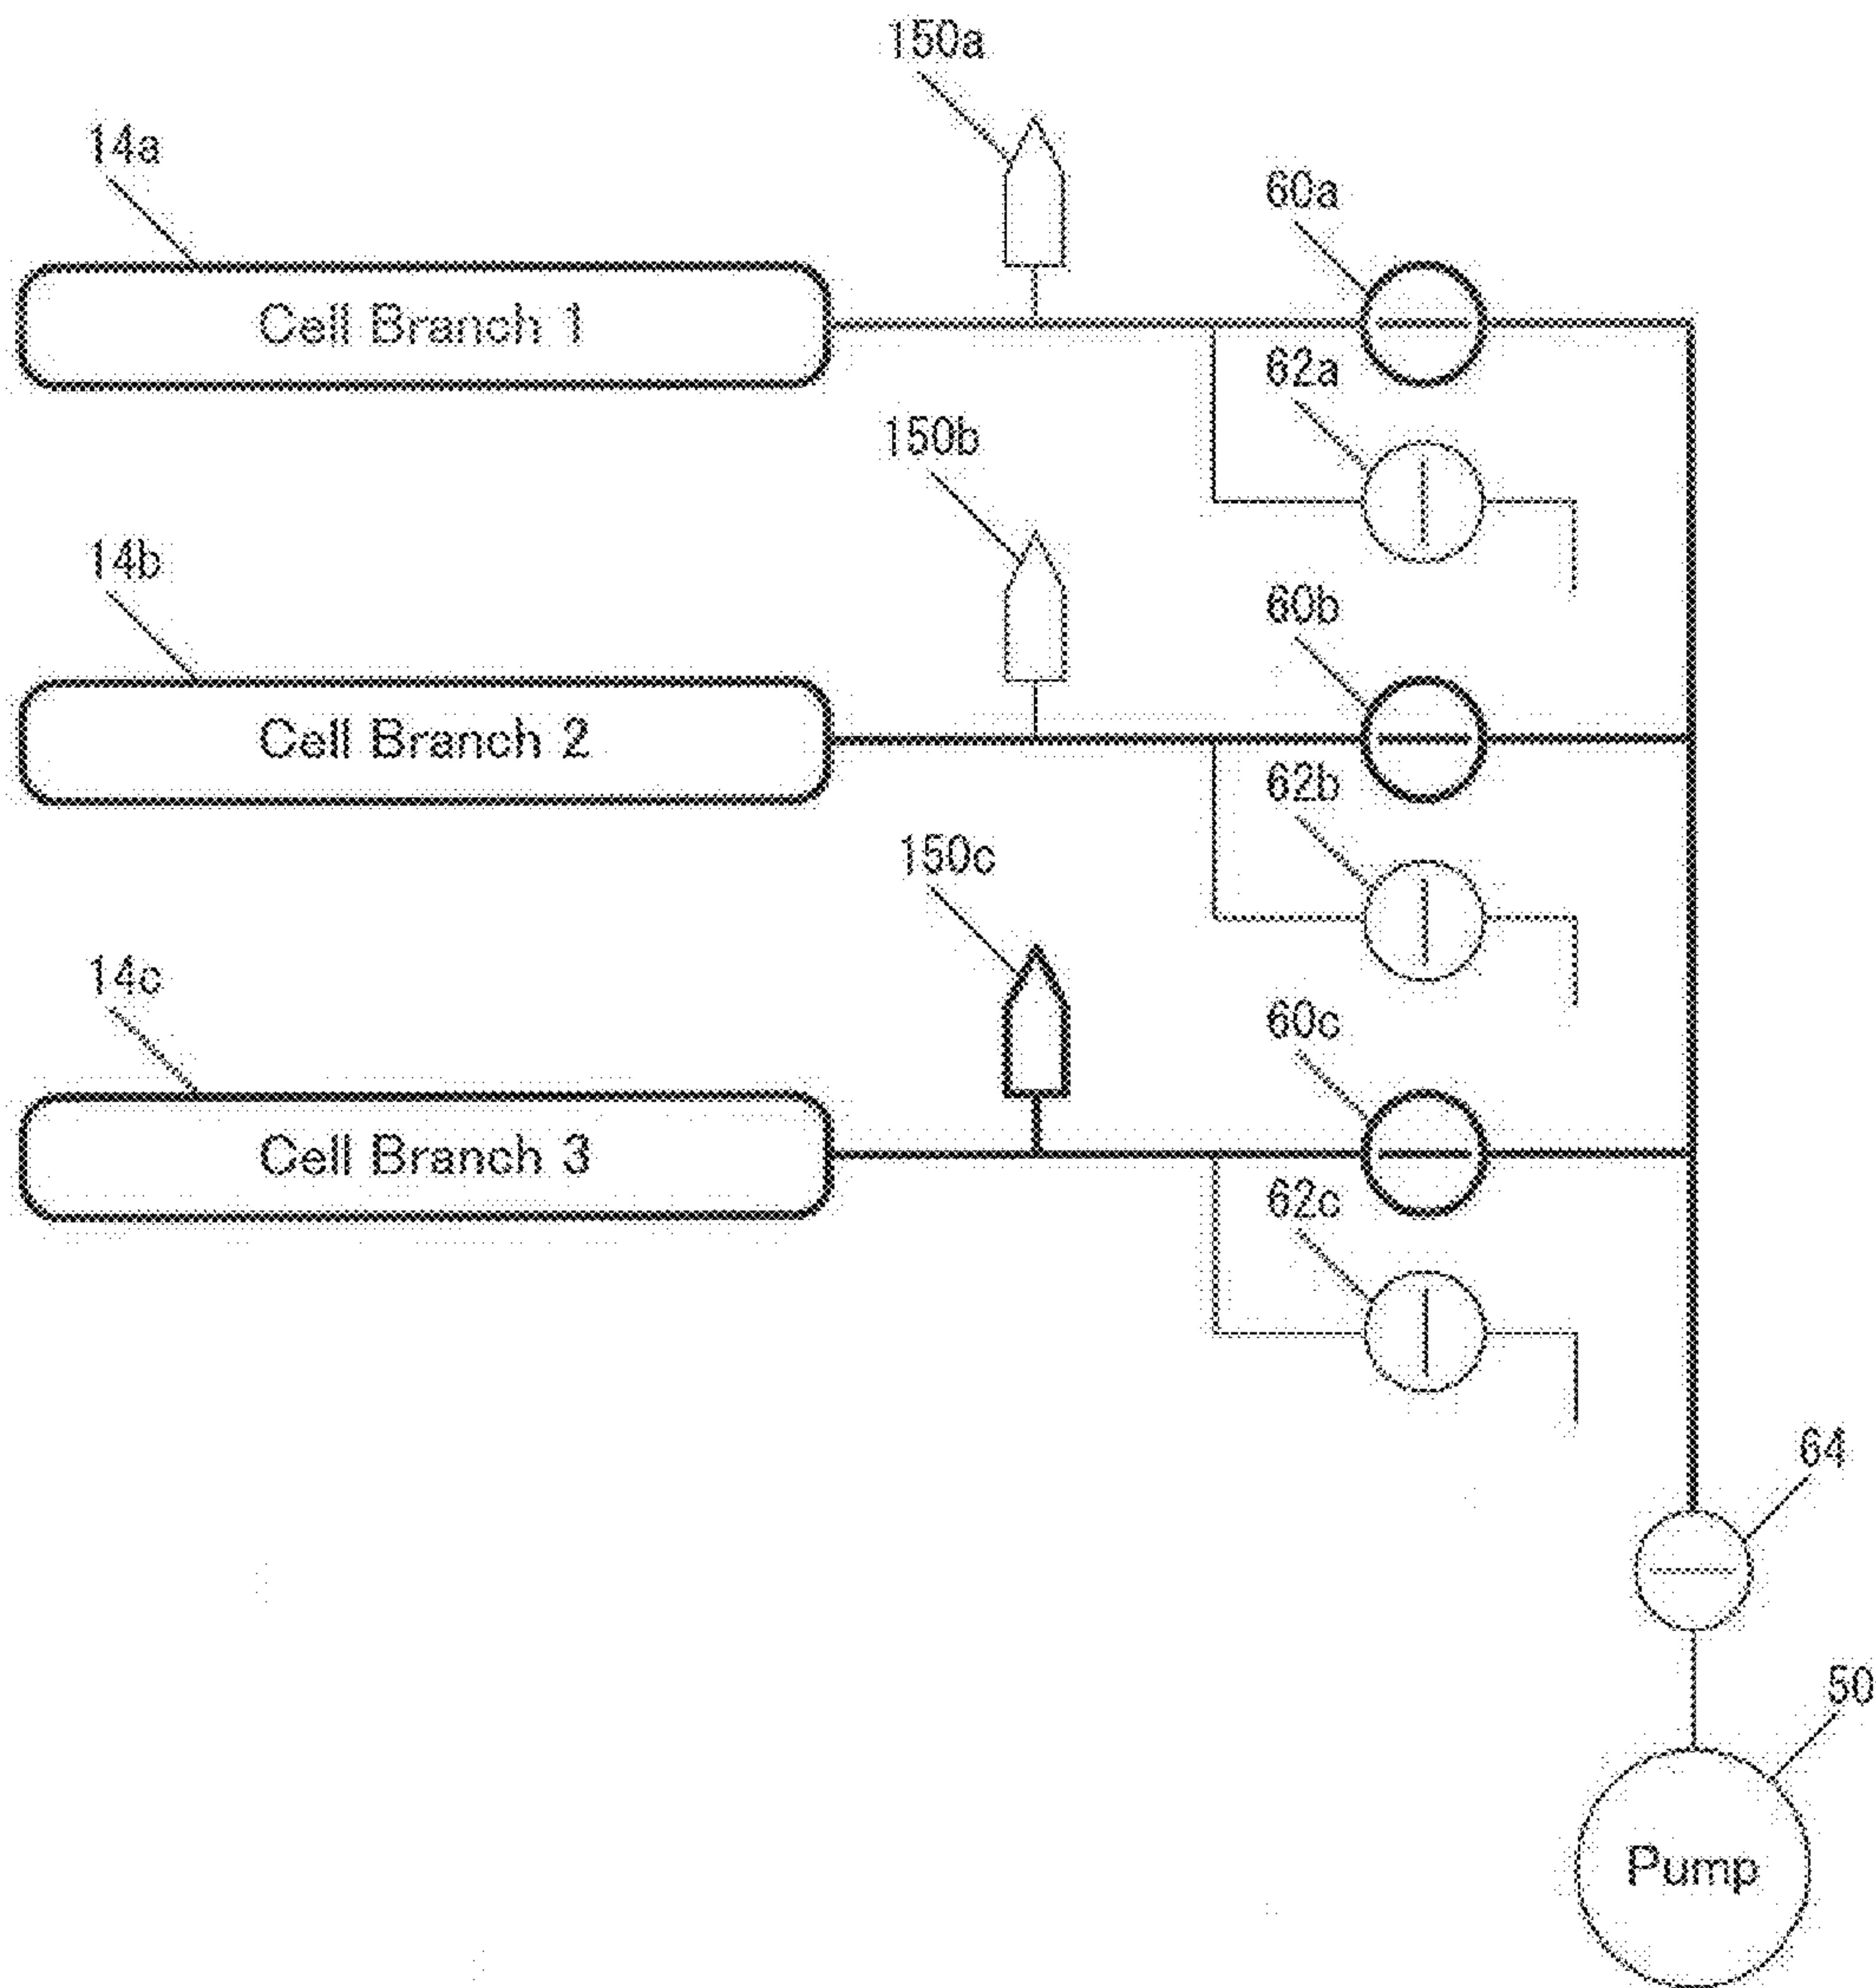 150a
14a
60a
Cell Branch 1
62a
150b
14b
60b
Cell Branch 2
62b
150c
14c
60c
Cell Branch 3
62c
64
50
Pump